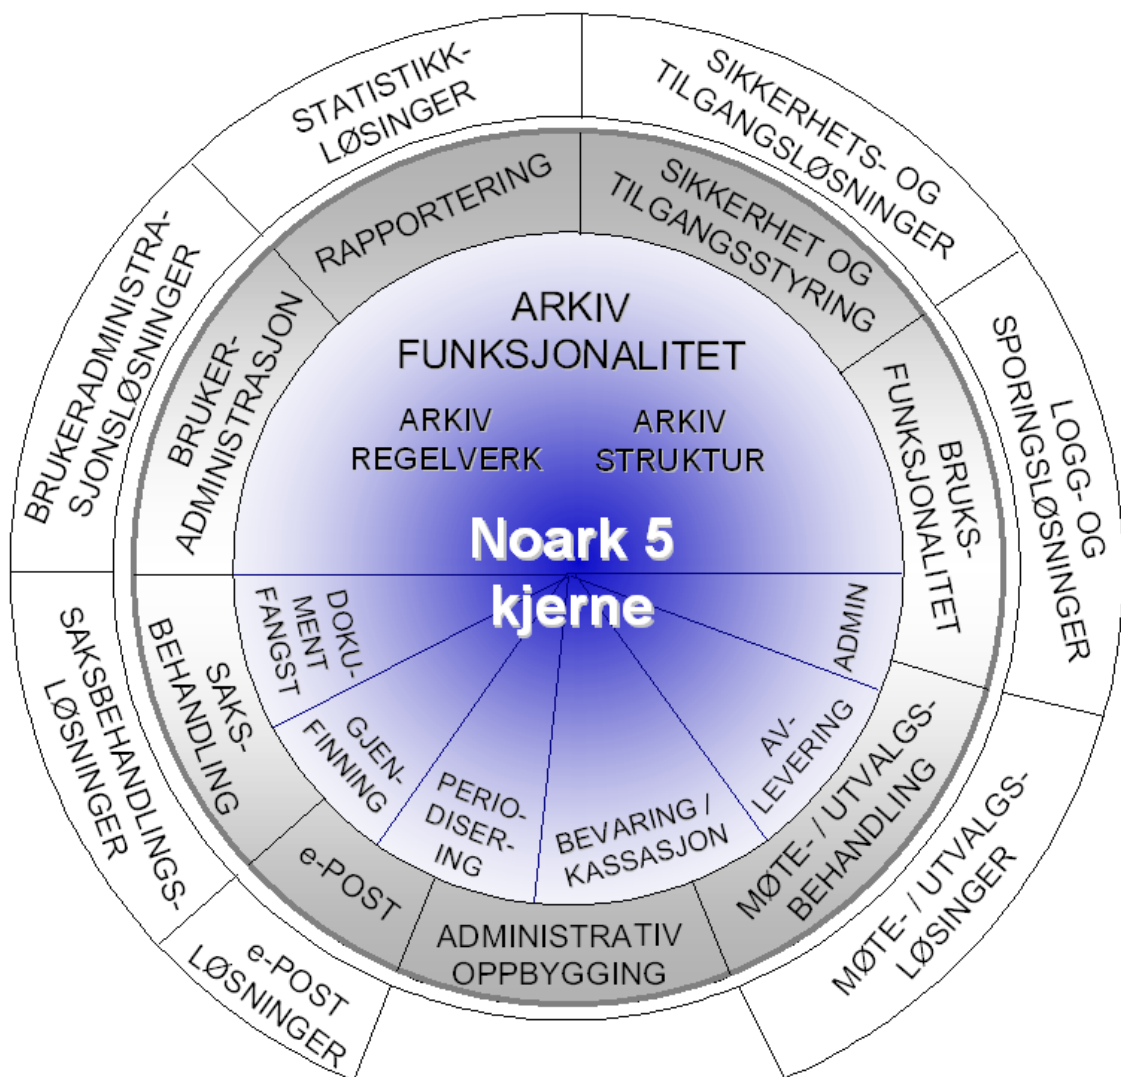 STATISTIKK-
LØSINGER
SIKKERHETS- OG
TILGANGSLØSNINGER
LOGG- OG
SPORINGSLØSNINGER
MØTE- / UTVALGS-
LØSINGER
e-POST
LØSNINGER
SAKSBEHANDLINGS-
LØSNINGER
BRUKERADMINISTRA-
SJONSLØSNINGER
RAPPORTERING
SIKKERHET OG
TILGANGSSTYRING
BRUKS-
FUNKSJONALITET
MØTE- / UTVALGS-
BEHANDLING
ADMINISTRATIV
OPPBYGGING
e-POST
SAKS-
BEHANDLING
BRUKER-
ADMINISTRASJON
ARKIV
FUNKSJONALITET
ARKIV
REGELVERK
ARKIV
STRUKTUR
Noark 5
kjerne
DOKU-
MENT
FANGST
GJEN-
FINNING
PERIO-
DISER-
ING
BEVARING /
KASSASJON
AV-
LEVERING
ADMIN